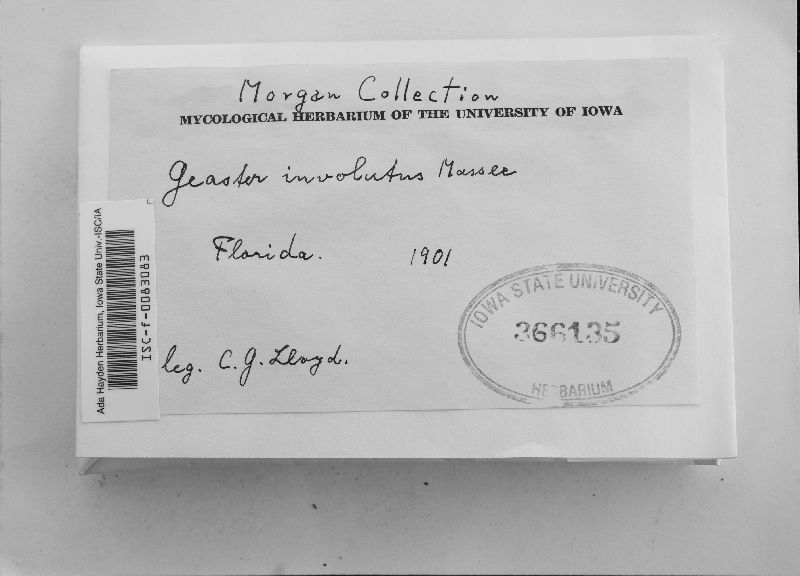 Morgan Collection
MYCOLOGICAL HERBARIUM OF THE UNIVERSITY OF IOWA
Geaster involutus Massee
Florida. 1901
leg. C. G. Lloyd.
IOWA STATE UNIVERSITY
366135
HERBARIUM
Ada Hayden Herbarium, Iowa State Univ.-ISC/IA
ISC-f-0083083